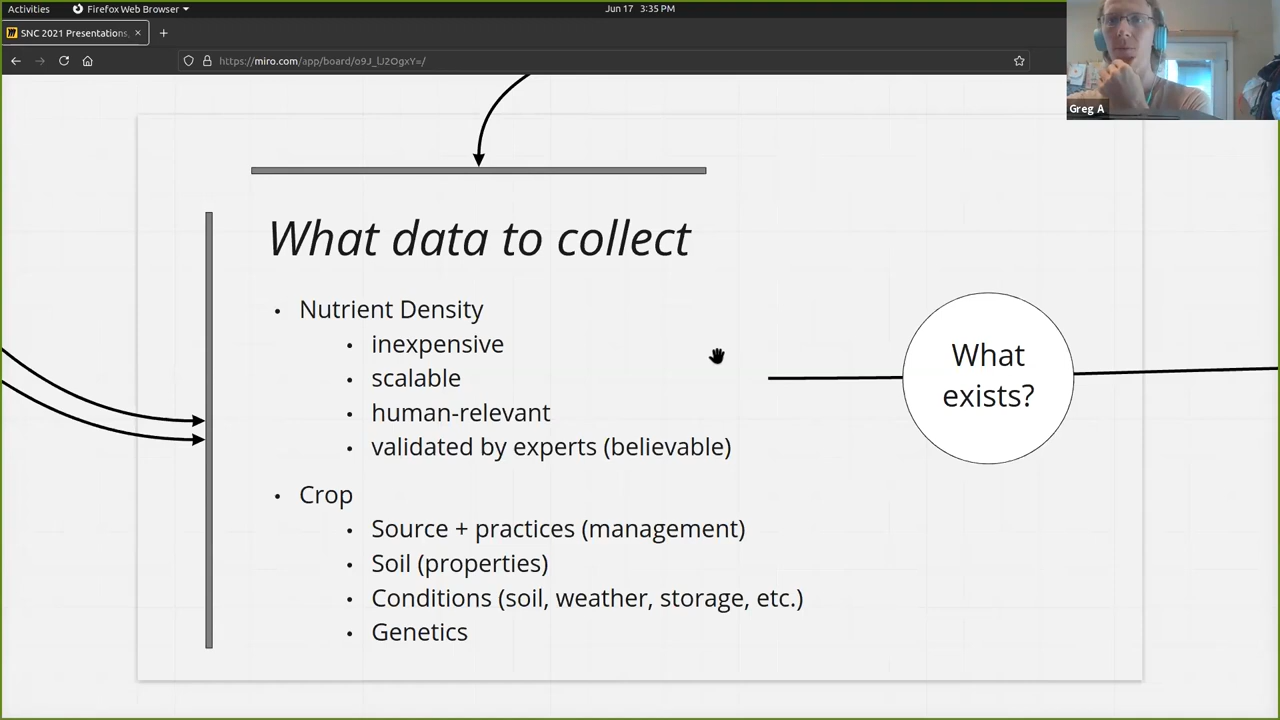 Activities
Firefox Web Browser
Jun 17 3:35 PM
SNC 2021 Presentations,
https://miro.com/app/board/o9J_lJ2OgxY=/
Greg A
What data to collect
• Nutrient Density
• inexpensive
• scalable
• human-relevant
• validated by experts (believable)
• Crop
• Source + practices (management)
• Soil (properties)
• Conditions (soil, weather, storage, etc.)
• Genetics
What
exists?